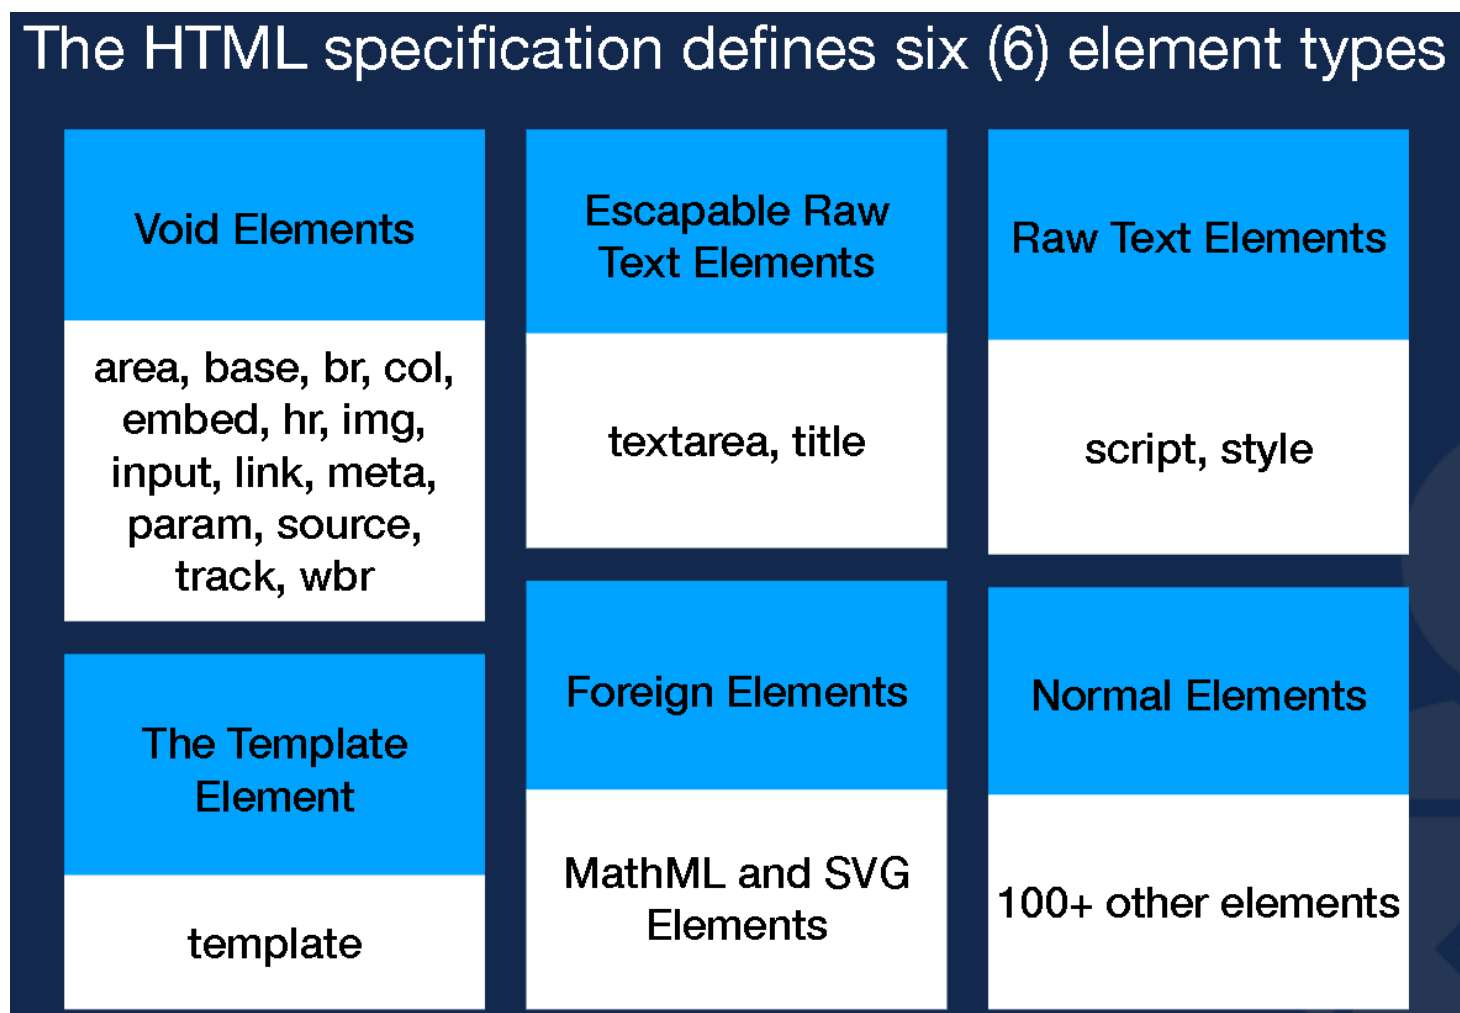 The HTML specification defines six (6) element types
Void Elements
area, base, br, col,
embed, hr, img,
input, link, meta,
param, source,
track, wbr
Escapable Raw
Text Elements
textarea, title
Raw Text Elements
script, style
The Template
Element
template
Foreign Elements
MathML and SVG
Elements
Normal Elements
100+ other elements